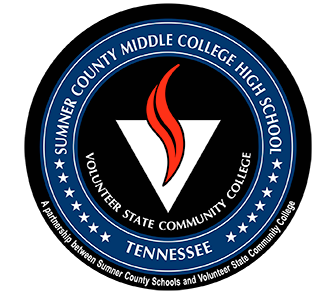 SUMNER COUNTY MIDDLE COLLEGE HIGH SCHOOL
VOLUNTEER STATE COMMUNITY COLLEGE
TENNESSEE
A partnership between Sumner County Schools and Volunteer State Community College